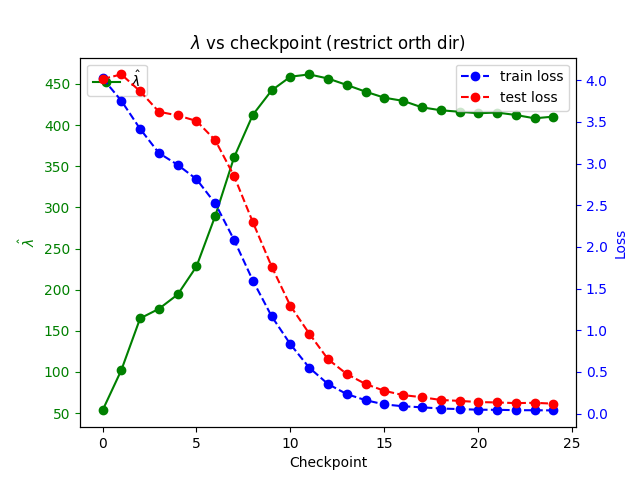 λ vs checkpoint (restrict orth dir)
λ̂
train loss
test loss
450
400
350
300
250
200
150
100
50
λ̂
4.0
3.5
3.0
2.5
2.0
1.5
1.0
0.5
0.0
Loss
0 5 10 15 20 25
Checkpoint